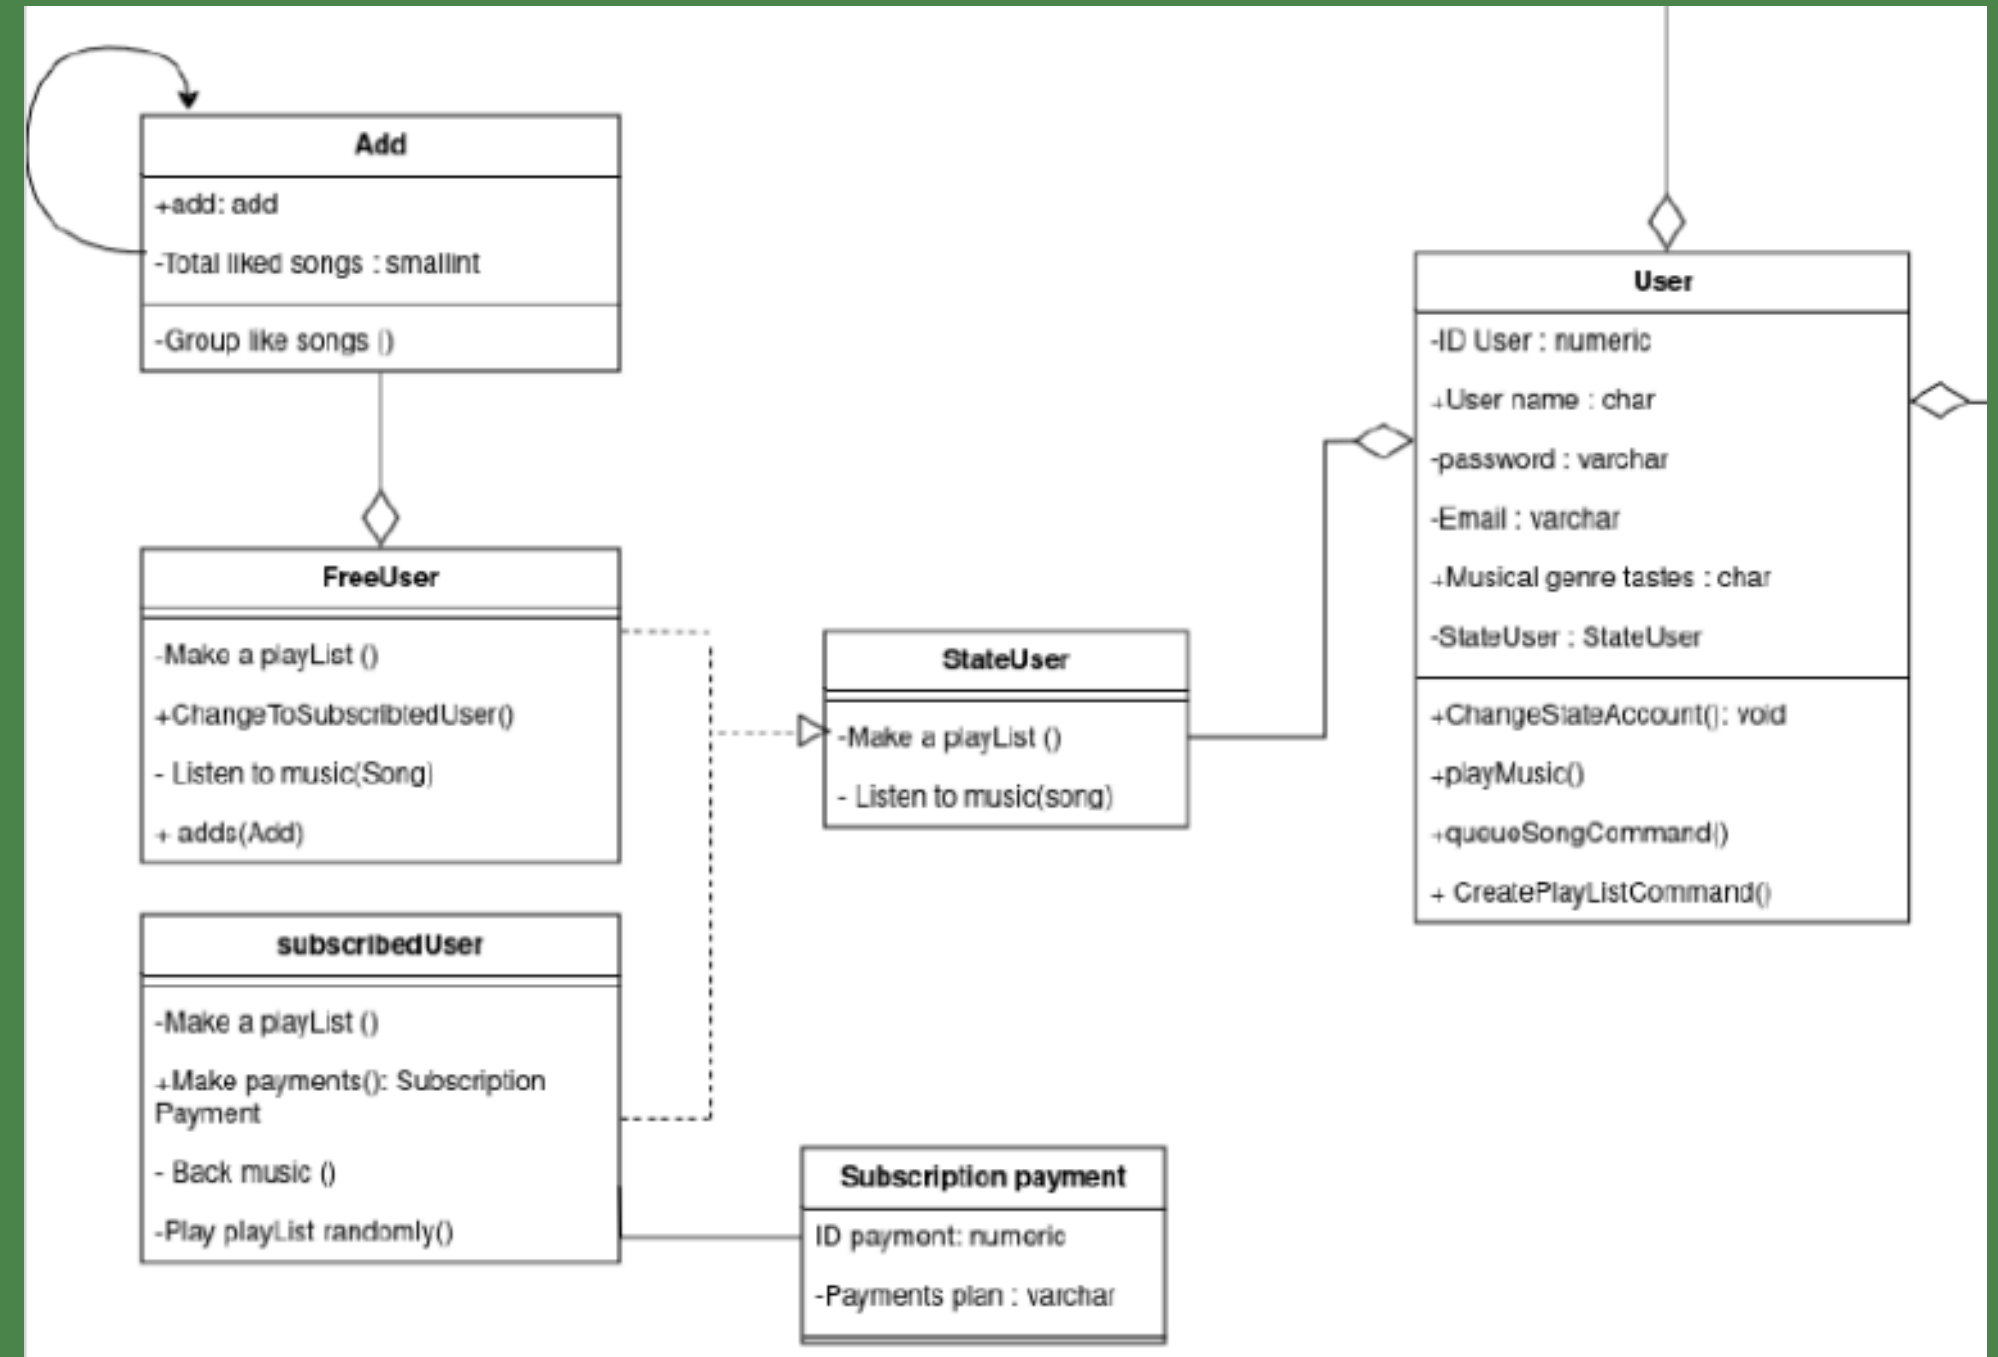 Add
+add: add
-Total liked songs : smallint
-Group like songs ()
FreeUser
-Make a playList ()
+ChangeToSubscribtedUser()
- Listen to music(Song)
+ adds(Add)
subscribedUser
-Make a playList ()
+Make payments(): Subscription
Payment
- Back music ()
-Play playList randomly()
StateUser
-Make a playList ()
- Listen to music(song)
Subscription payment
ID payment: numeric
-Payments plan : varchar
User
-ID User : numeric
+User name : char
-password : varchar
-Email : varchar
+Musical genre tastes : char
-StateUser : StateUser
+ChangeStateAccount(): void
+playMusic()
+queueSongCommand()
+ CreatePlayListCommand()